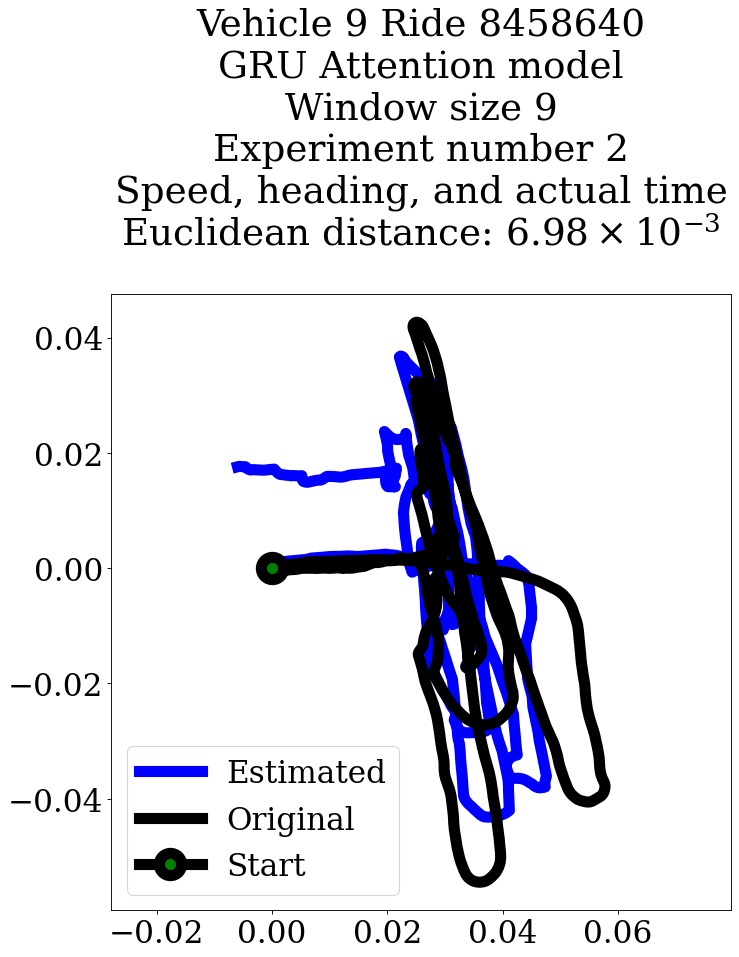 Vehicle 9 Ride 8458640
GRU Attention model
Window size 9
Experiment number 2
Speed, heading, and actual time
Euclidean distance: 6.98 × 10⁻³
0.04
0.02
0.00
−0.02
−0.04
Estimated
Original
Start
−0.02 0.00 0.02 0.04 0.06